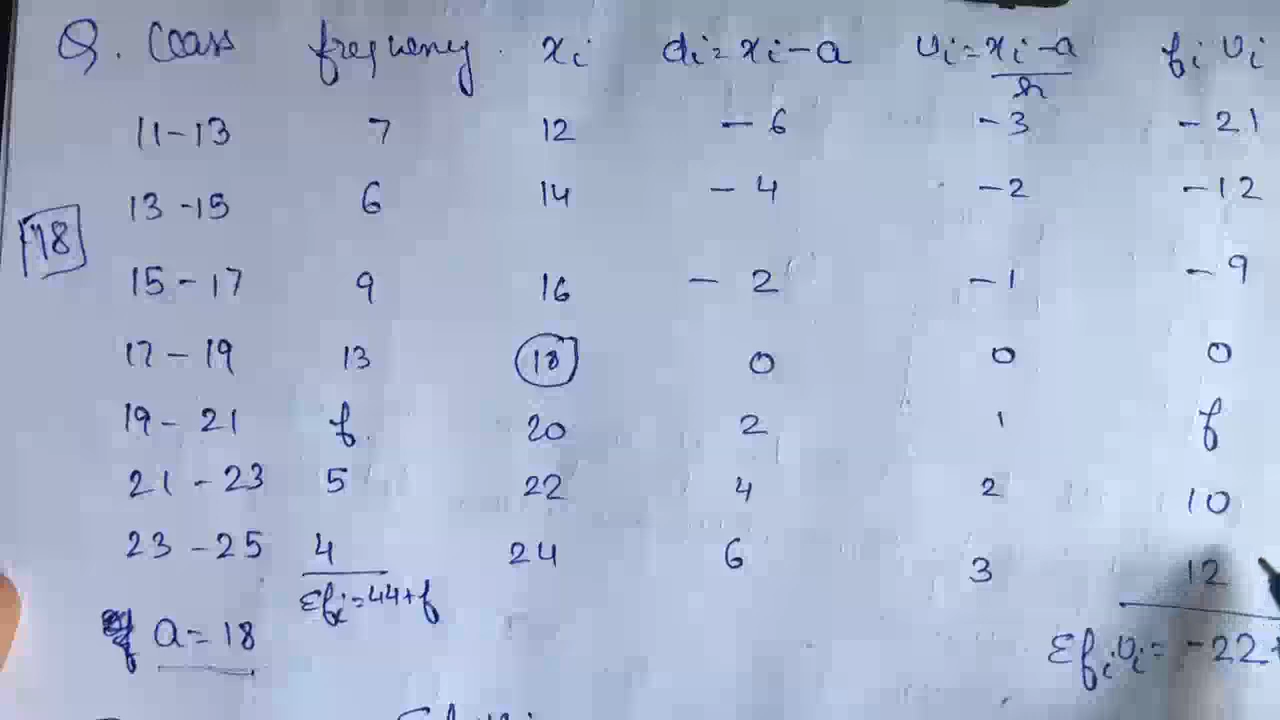 Q. Class frequency. xi di = xi - a ui = xi - a / h fi ui
11-13 7 12 - 6 - 3 - 21
13 - 15 6 14 - 4 - 2 - 12
18
15 - 17 9 16 - 2 - 1 - 9
17 - 19 13 18 0 0 0
19 - 21 f. 20 2 1 f
21 - 23 5 22 4 2 10
23 - 25 4 24 6 3 12
Σfi = 44 + f
a = 18
Σfiui = -22+